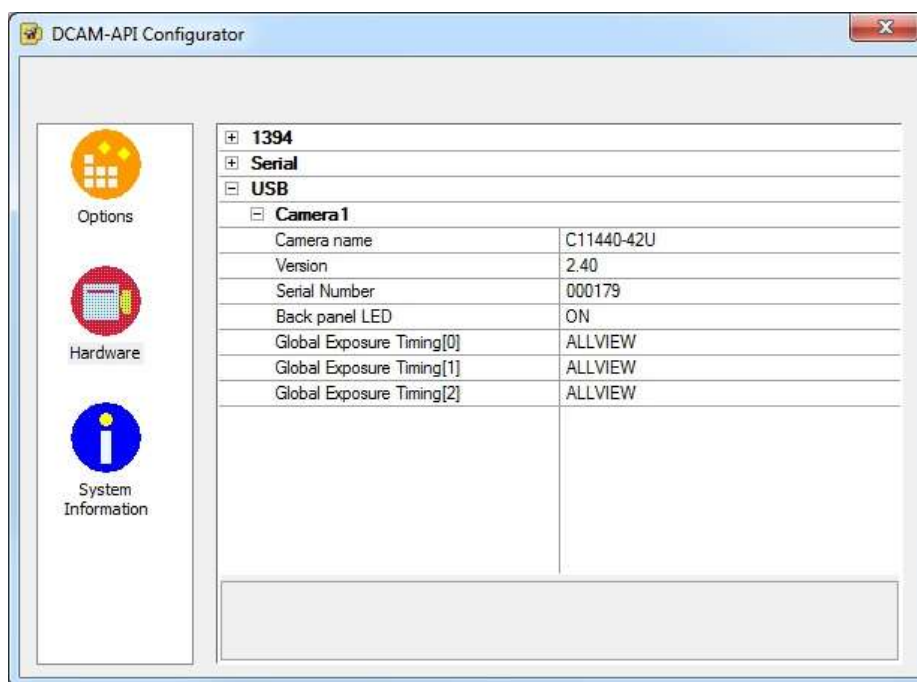 DCAM-API Configurator
Options
Hardware
System
Information
1394
Serial
USB
Camera1
Camera name C11440-42U
Version 2.40
Serial Number 000179
Back panel LED ON
Global Exposure Timing[0] ALLVIEW
Global Exposure Timing[1] ALLVIEW
Global Exposure Timing[2] ALLVIEW